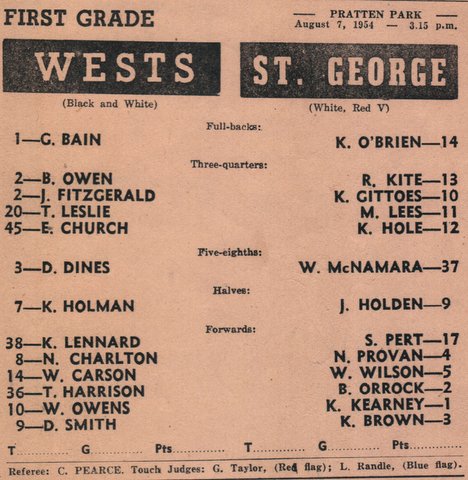 FIRST GRADE
PRATTEN PARK
August 7, 1954 — 3.15 p.m.
WESTS ST. GEORGE
(Black and White) (White, Red V)
Full-backs:
1—G. BAIN K. O'BRIEN—14
Three-quarters:
2—B. OWEN R. KITE—13
2—J. FITZGERALD K. GITTOES—10
20—T. LESLIE M. LEES—11
45—E. CHURCH K. HOLE—12
Five-eighths:
3—D. DINES W. McNAMARA—37
Halves:
7—K. HOLMAN J. HOLDEN—9
Forwards:
38—K. LENNARD S. PERT—17
8—N. CHARLTON N. PROVAN—4
14—W. CARSON W. WILSON—5
36—T. HARRISON B. ORROCK—2
10—W. OWENS K. KEARNEY—1
9—D. SMITH K. BROWN—3
T............ G............ Pts............ T............ G............ Pts............
Referee: C. PEARCE. Touch Judges: G. Taylor, (Red flag); L. Randle, (Blue flag).